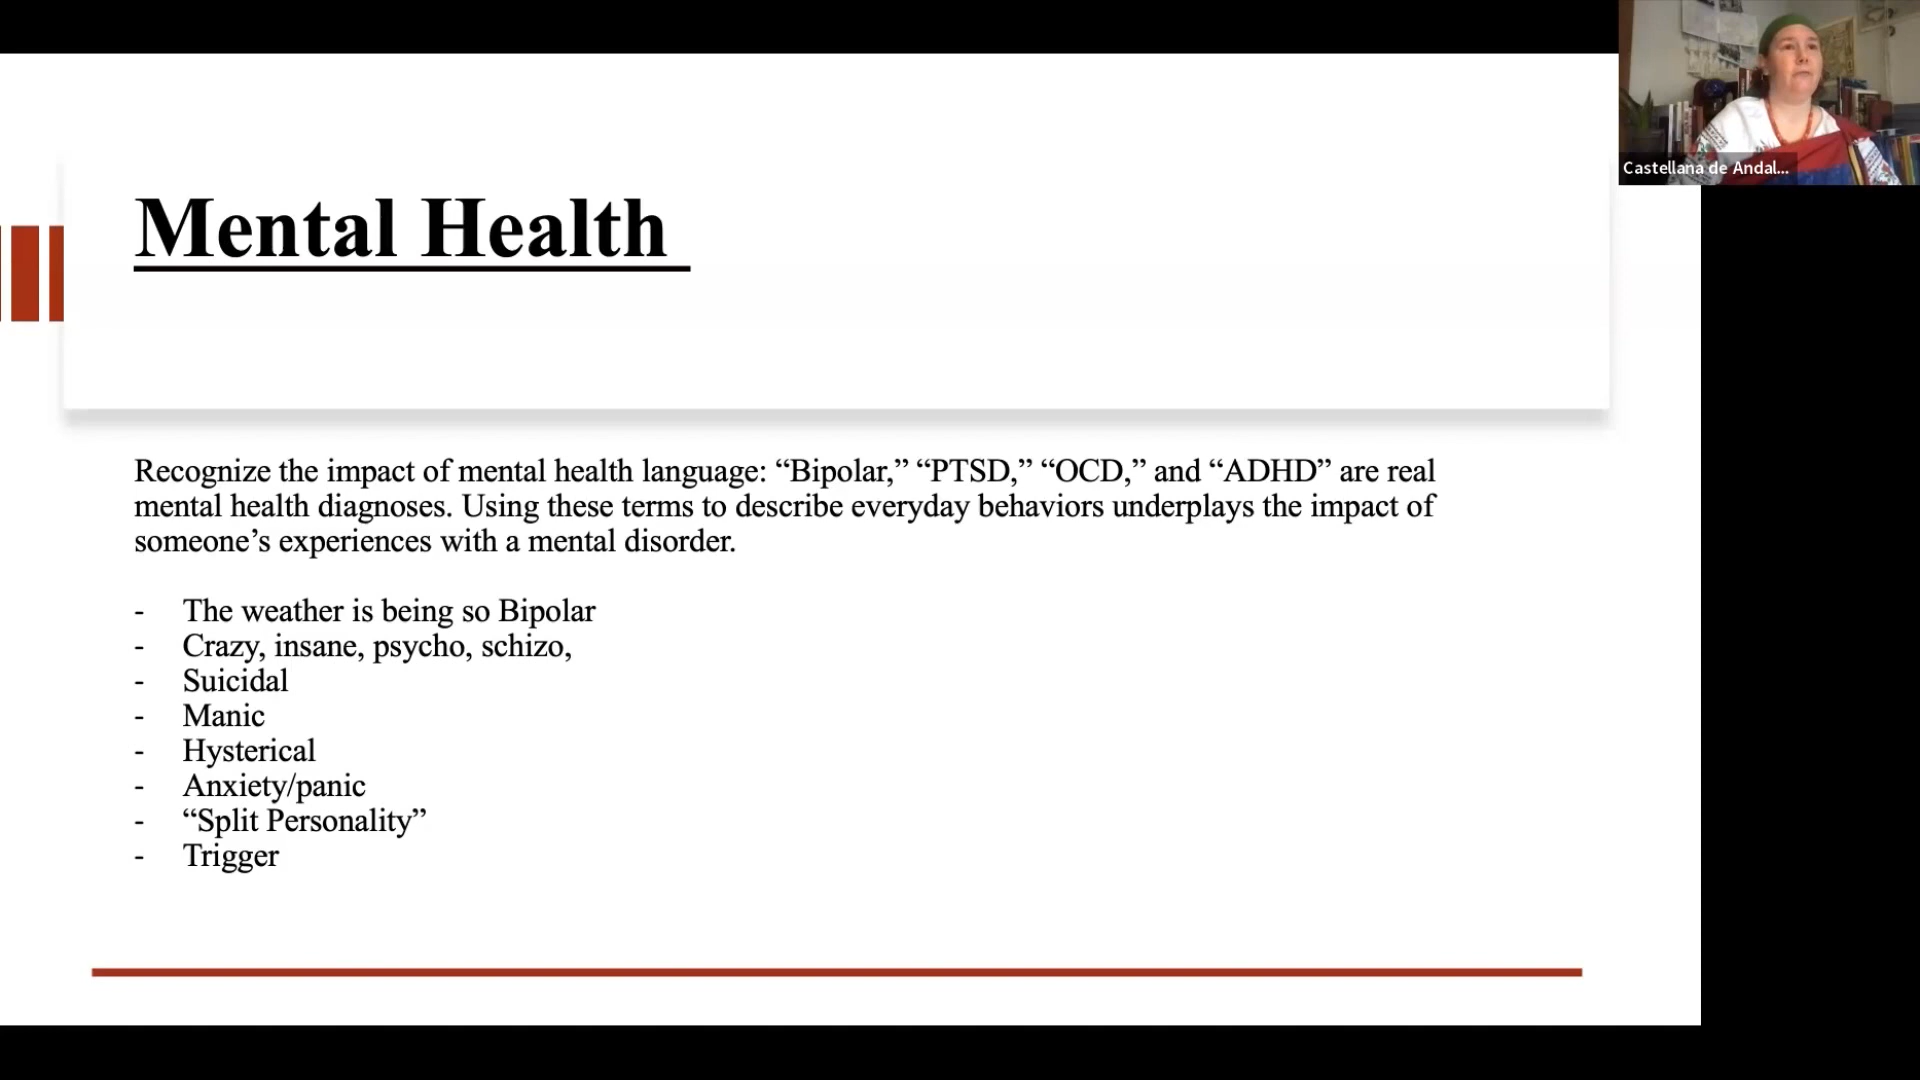 Castellana de Andal...
Mental Health
Recognize the impact of mental health language: “Bipolar,” “PTSD,” “OCD,” and “ADHD” are real
mental health diagnoses. Using these terms to describe everyday behaviors underplays the impact of
someone’s experiences with a mental disorder.
- The weather is being so Bipolar
- Crazy, insane, psycho, schizo,
- Suicidal
- Manic
- Hysterical
- Anxiety/panic
- “Split Personality”
- Trigger